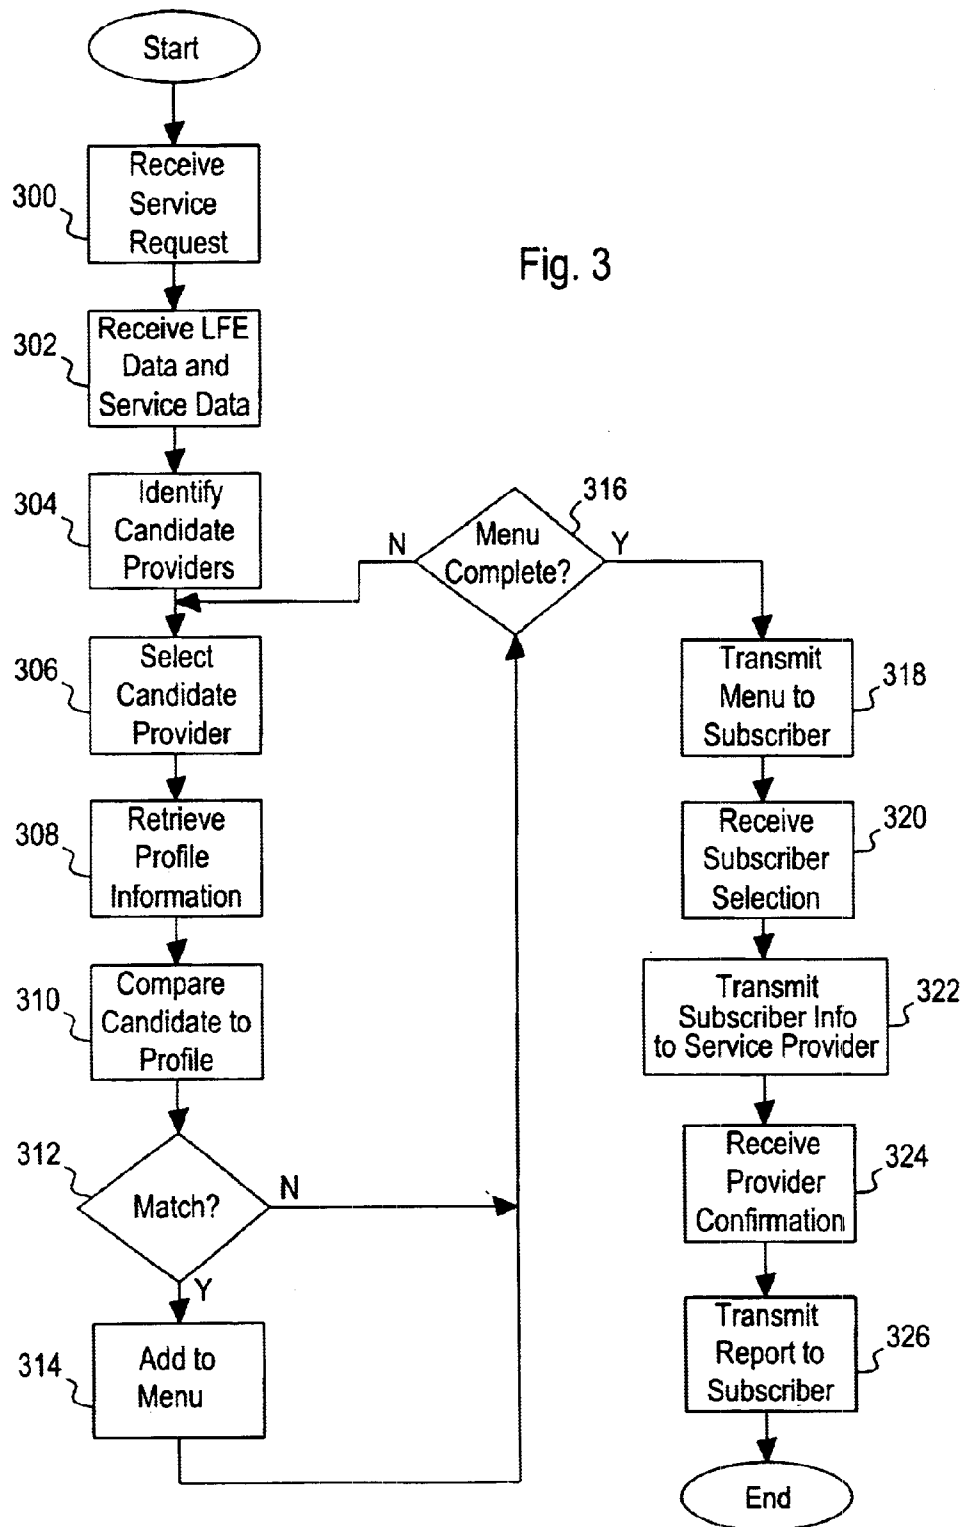 Start
300
Receive
Service
Request
Fig. 3
302
Receive LFE
Data and
Service Data
304
Identify
Candidate
Providers
316
N
Menu
Complete?
Y
306
Select
Candidate
Provider
308
Retrieve
Profile
Information
310
Compare
Candidate to
Profile
312
Match?
N
Y
314
Add to
Menu
Transmit
Menu to
Subscriber
318
Receive
Subscriber
Selection
320
Transmit
Subscriber Info
to Service Provider
322
Receive
Provider
Confirmation
324
Transmit
Report to
Subscriber
326
End